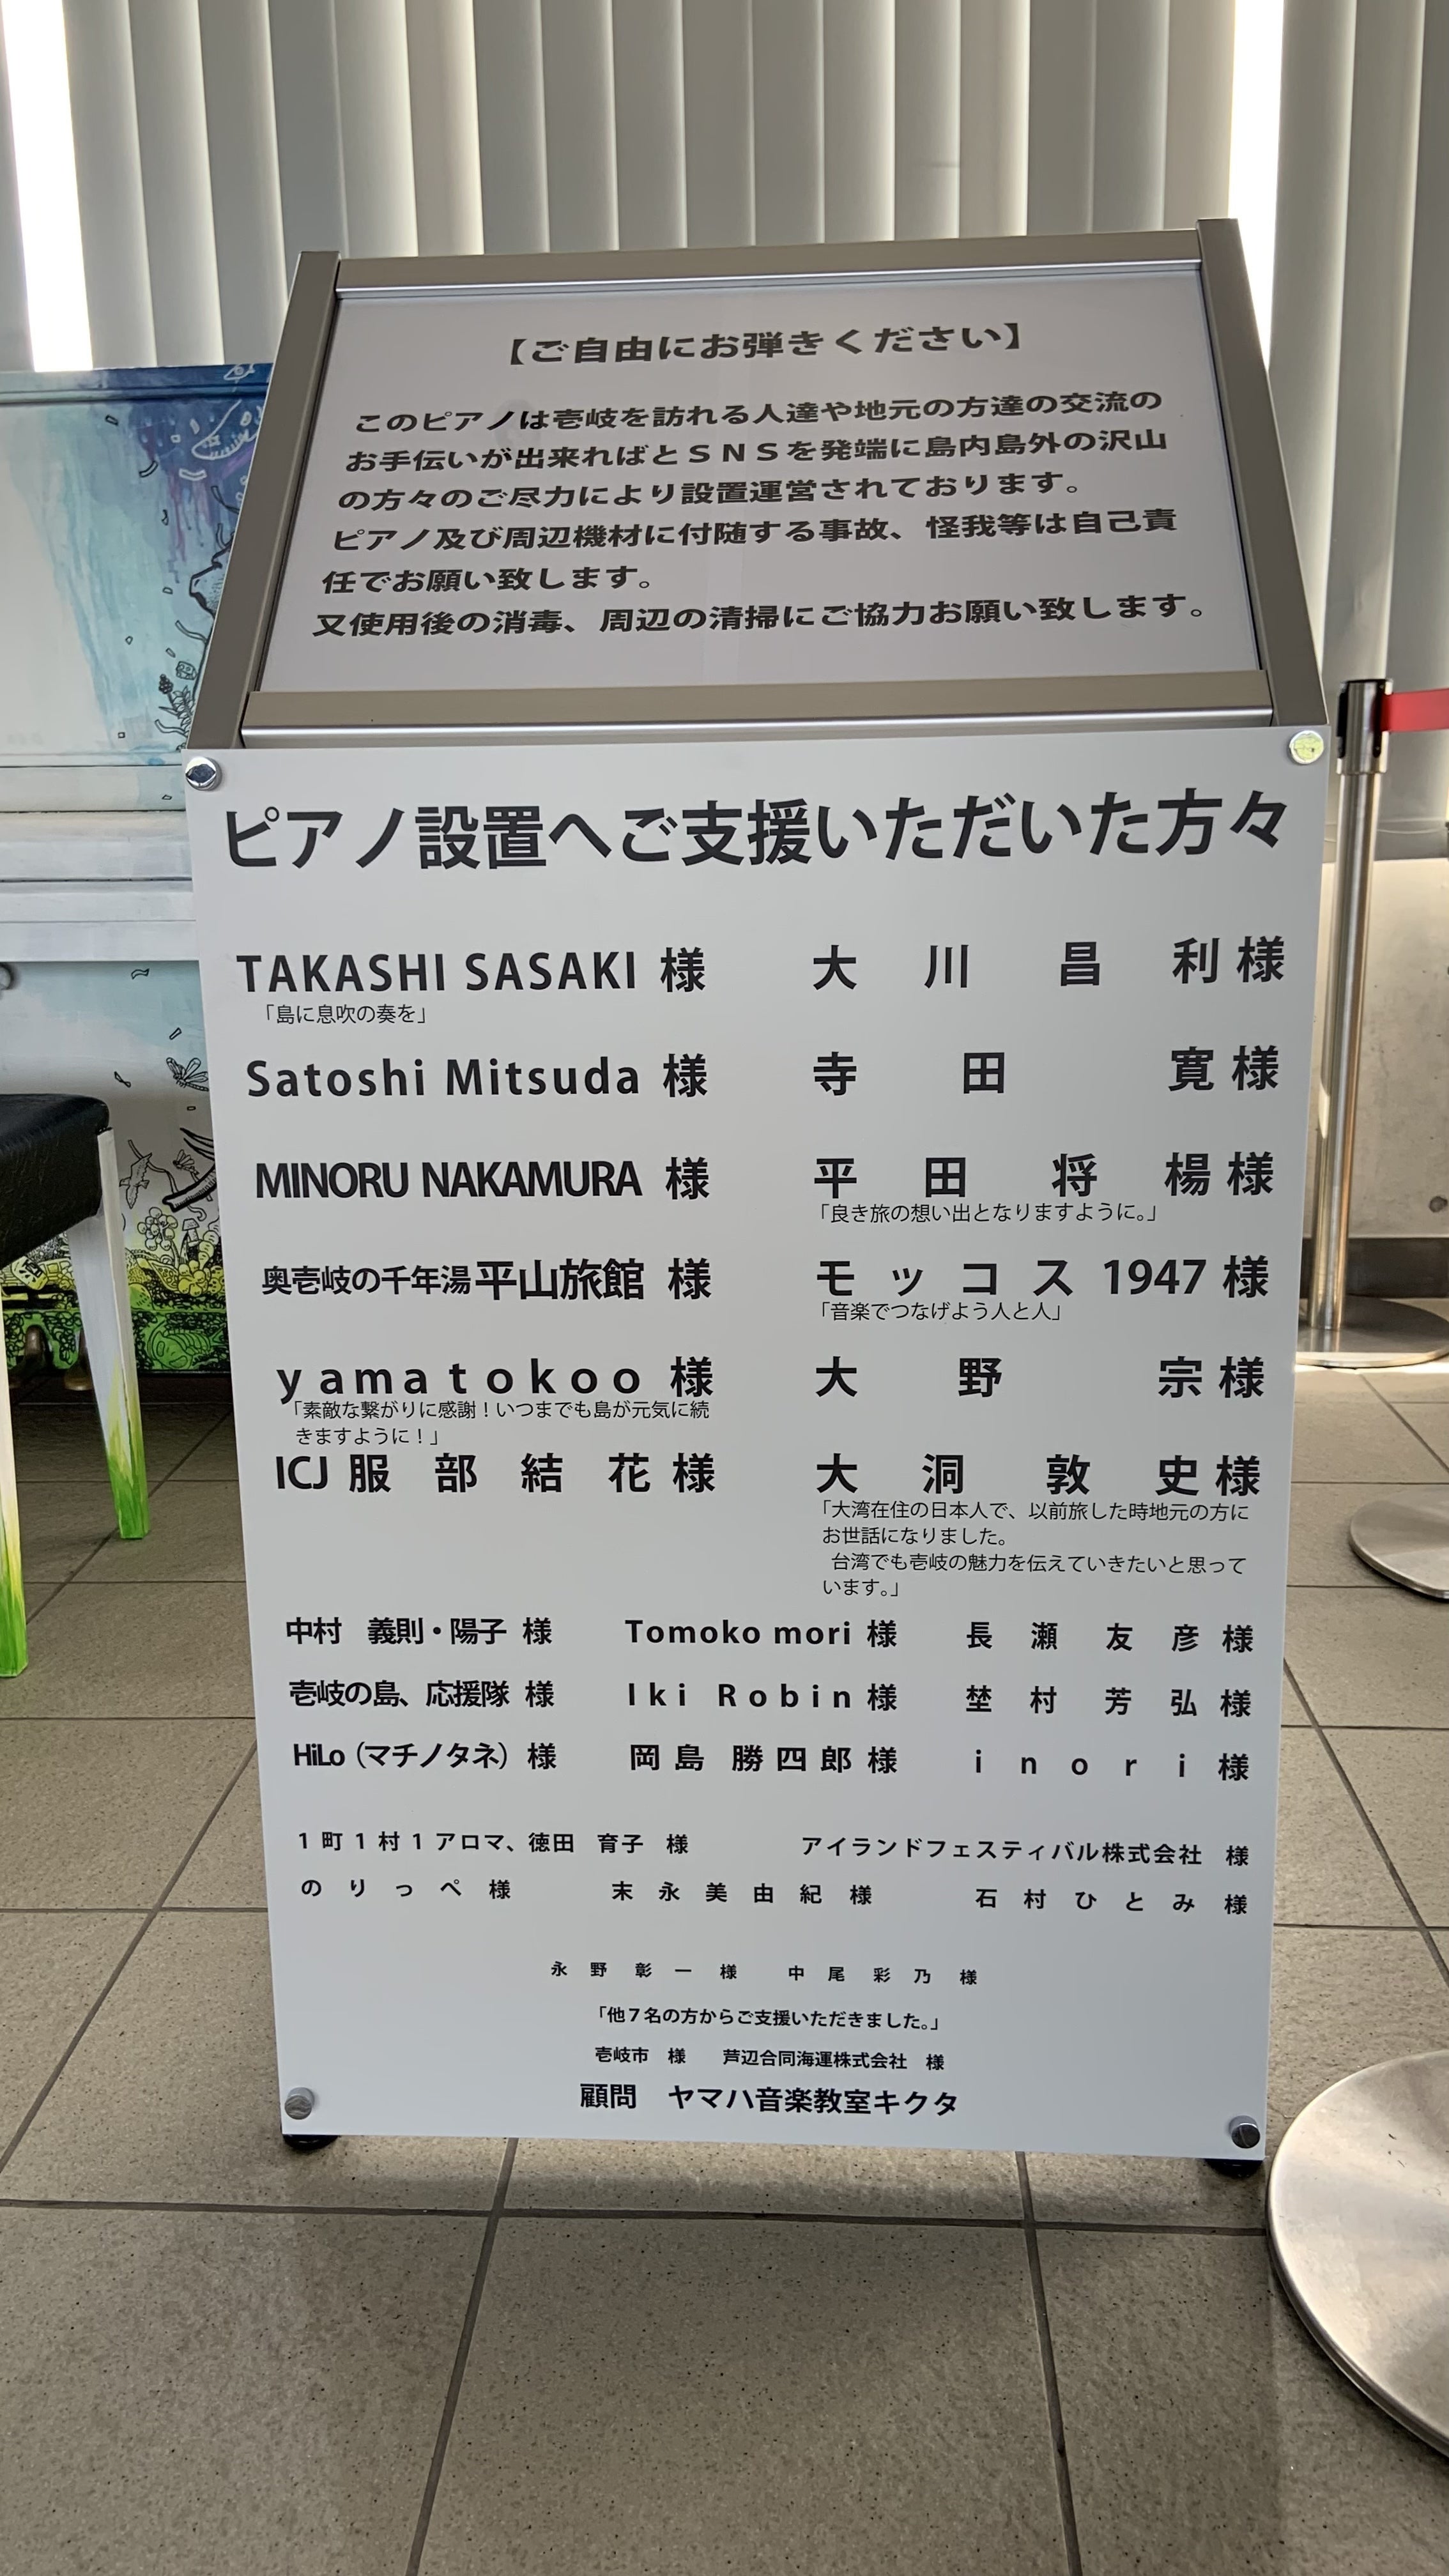 【ご自由にお弾きください】
このピアノは壱岐を訪れる人達や地元の方達の交流の
お手伝いが出来ればとＳＮＳを発端に島内島外の沢山
の方々のご尽力により設置運営されております。
ピアノ及び周辺機材に付随する事故、怪我等は自己責
任でお願い致します。
又使用後の消毒、周辺の清掃にご協力お願い致します。
ピアノ設置へご支援いただいた方々
TAKASHI SASAKI 様 大川昌利様
「島に息吹の奏を」
Satoshi Mitsuda 様 寺田寛様
MINORU NAKAMURA 様 平田将楊様
「良き旅の想い出となりますように。」
奥壱岐の千年湯平山旅館 様 モッコス1947様
「音楽でつなげよう人と人」
yamatokoo 様 大野宗様
「素敵な繋がりに感謝！いつまでも島が元気に続
きますように！」
ICJ 服部結花様 大洞敦史様
「大湾在住の日本人で、以前旅した時地元の方に
お世話になりました。
台湾でも壱岐の魅力を伝えていきたいと思って
います。」
中村 義則・陽子 様 Tomoko mori 様 長瀬友彦様
壱岐の島、応援隊 様 Iki Robin 様 埜村芳弘様
HiLo（マチノタネ）様 岡島 勝四郎様 inori様
１町１村１アロマ、徳田 育子 様 アイランドフェスティバル株式会社 様
のりっぺ様 末永美由紀様 石村ひとみ様
永野彰一様 中尾彩乃様
「他７名の方からご支援いただきました。」
壱岐市 様 芦辺合同海運株式会社 様
顧問 ヤマハ音楽教室キクタ